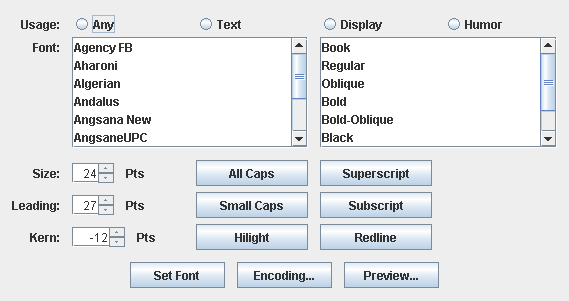 Usage: Any Text Display Humor
Font: Agency FB Book
Aharoni Regular
Algerian Oblique
Andalus Bold
Angsana New Bold-Oblique
AngsaneUPC Black
Size: 24 Pts All Caps Superscript
Leading: 27 Pts Small Caps Subscript
Kern: -12 Pts Hilight Redline
Set Font Encoding... Preview...